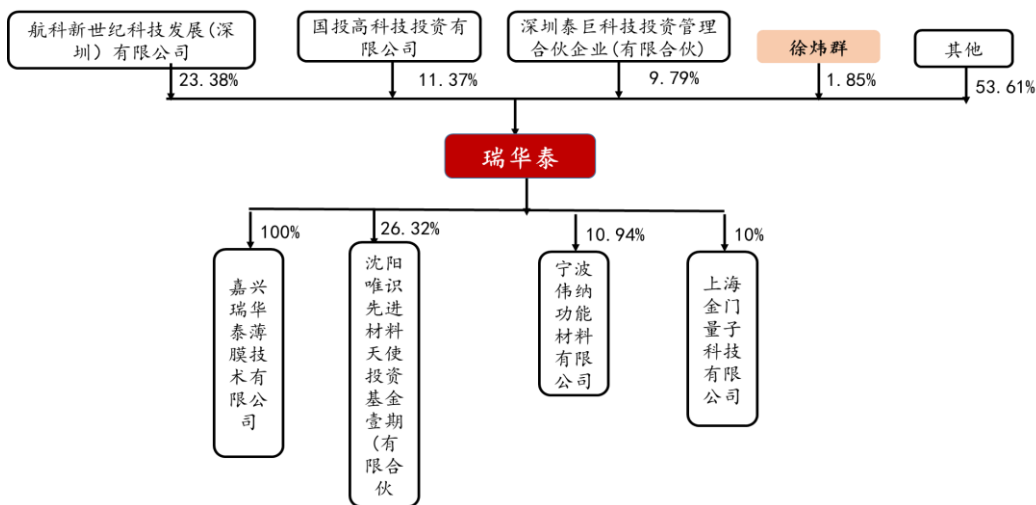 航科新世纪科技发展(深
圳）有限公司
国投高科技投资有
限公司
深圳泰巨科技投资管理
合伙企业(有限合伙)
徐炜群
其他
23.38%
11.37%
9.79%
1.85%
53.61%
瑞华泰
100%
26.32%
10.94%
10%
嘉兴
瑞华
泰薄
膜技
术有
限公
司
沈阳
唯识
先进
材料
天使
投资
基金
壹期
(有
限合
伙
宁波
伟纳
功能
材料
有限
公司
上海
金门
量子
科技
有限
公司